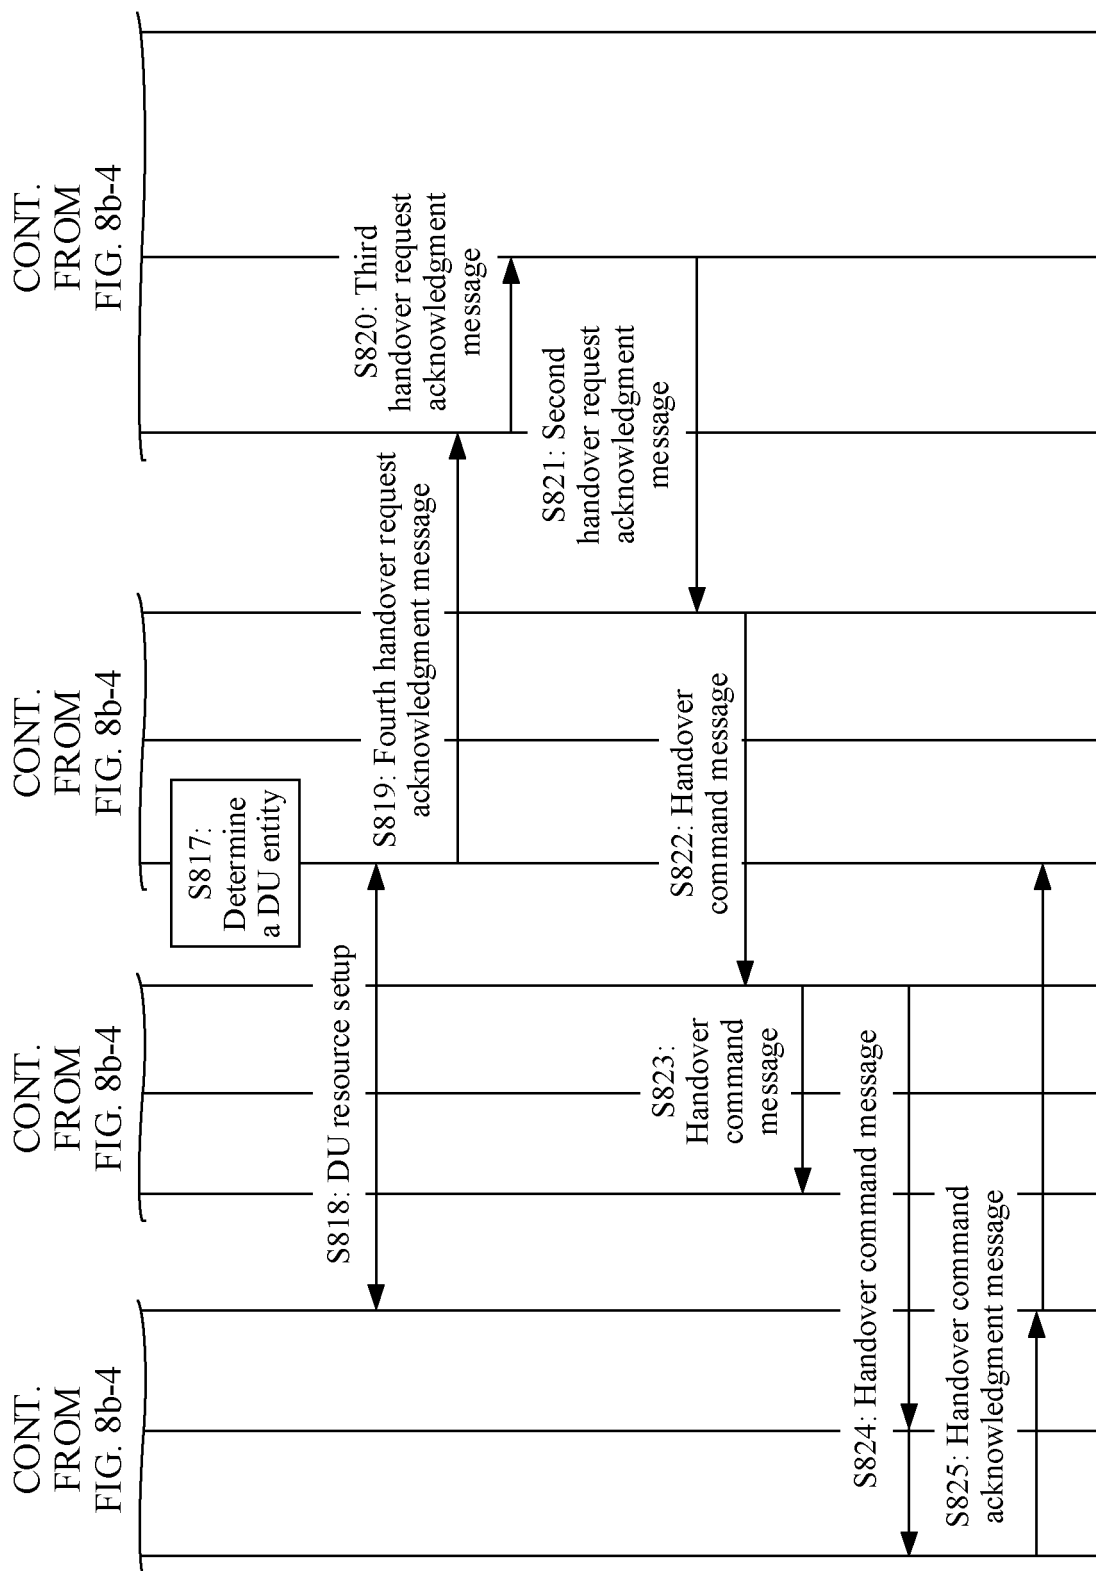 CONT.
FROM
FIG. 8b-4
CONT.
FROM
FIG. 8b-4
CONT.
FROM
FIG. 8b-4
CONT.
FROM
FIG. 8b-4
S817:
Determine
a DU entity
S818: DU resource setup
S819: Fourth handover request
acknowledgment message
S820: Third
handover request
acknowledgment
message
S821: Second
handover request
acknowledgment
message
S822: Handover
command message
S823:
Handover
command
message
S824: Handover command message
S825: Handover command
acknowledgment message